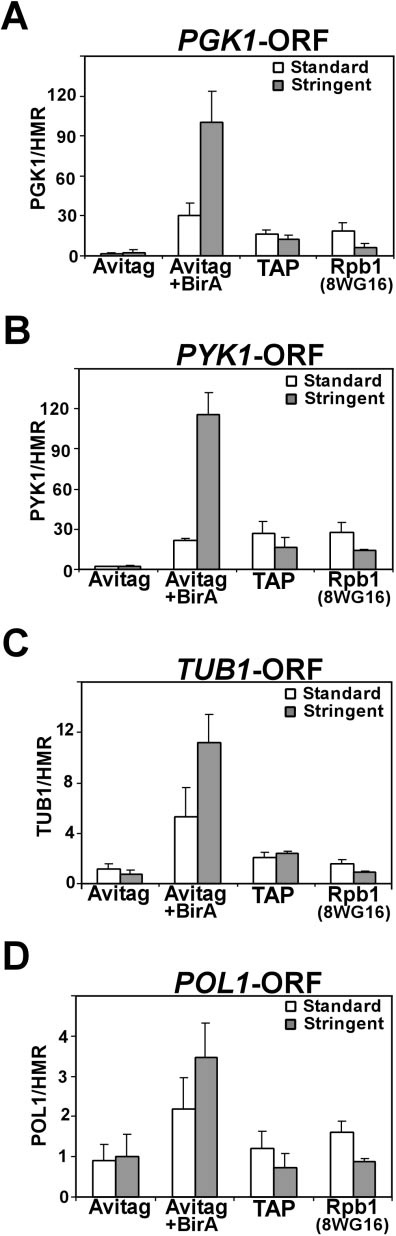 A
PGK1-ORF
Standard
Stringent
PGK1/HMR
120
90
60
30
0
Avitag
Avitag
+BirA
TAP
Rpb1
(8WG16)
B
PYK1-ORF
Standard
Stringent
PYK1/HMR
120
90
60
30
0
Avitag
Avitag
+BirA
TAP
Rpb1
(8WG16)
C
TUB1-ORF
Standard
Stringent
TUB1/HMR
12
8
4
0
Avitag
Avitag
+BirA
TAP
Rpb1
(8WG16)
D
POL1-ORF
Standard
Stringent
POL1/HMR
4
3
2
1
0
Avitag
Avitag
+BirA
TAP
Rpb1
(8WG16)